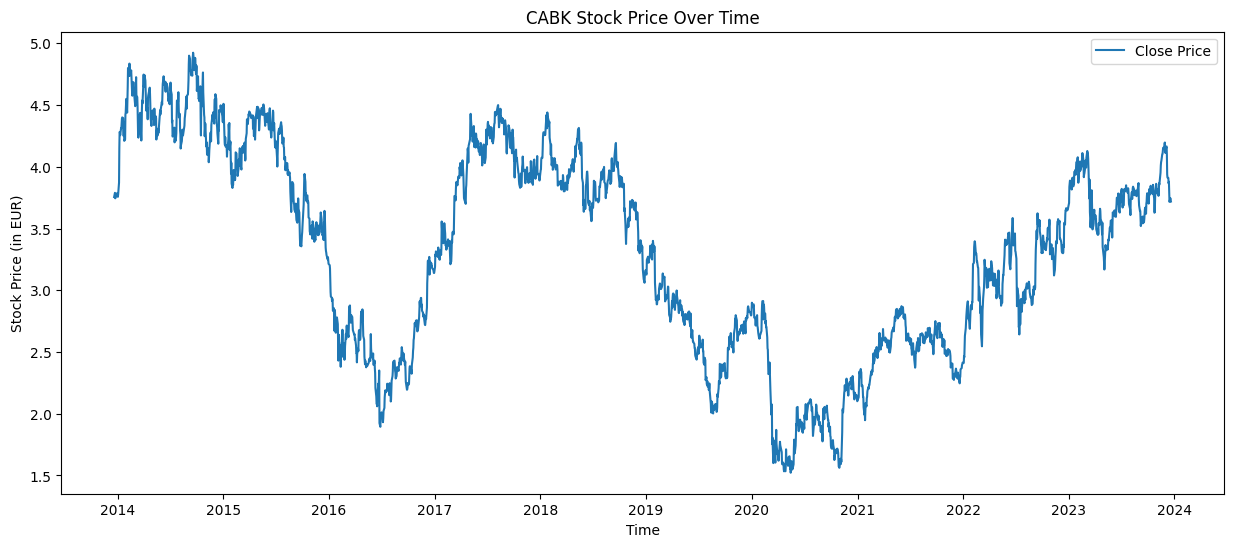 CABK Stock Price Over Time
Close Price
Stock Price (in EUR)
5.0
4.5
4.0
3.5
3.0
2.5
2.0
1.5
2014 2015 2016 2017 2018 2019 2020 2021 2022 2023 2024
Time